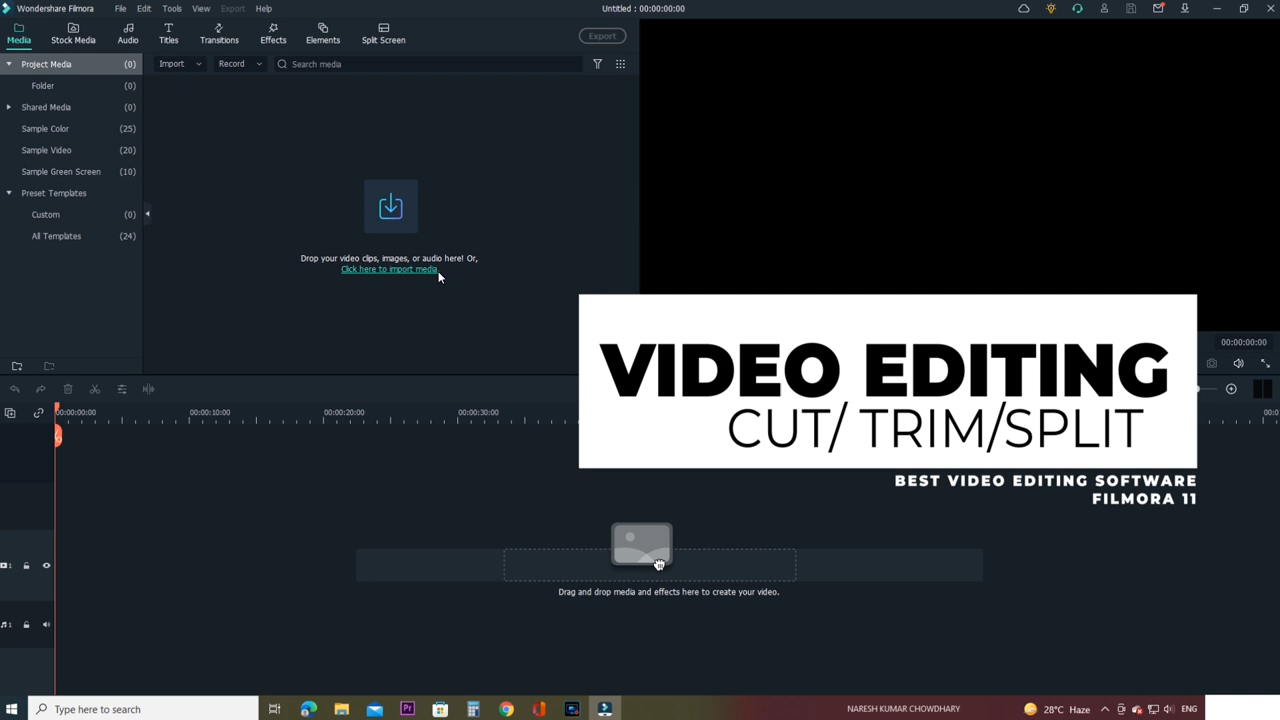 Wondershare Filmora File Edit Tools View Export Help Untitled : 00:00:00:00
Media Stock Media Audio Titles Transitions Effects Elements Split Screen Export
Project Media (0) Import Record Search media
Folder (0)
Shared Media (0)
Sample Color (25)
Sample Video (20)
Sample Green Screen (10)
Preset Templates
Custom (0)
All Templates (24)
Drop your video clips, images, or audio here! Or,
Click here to import media
00:00:00:00
VIDEO EDITING
CUT/ TRIM/SPLIT
BEST VIDEO EDITING SOFTWARE
FILMORA 11
00:00:00:00 00:00:10:00 00:00:20:00 00:00:30:00
1
Drag and drop media and effects here to create your video.
1
Type here to search Pr NARESH KUMAR CHOWDHARY 28°C Haze ENG